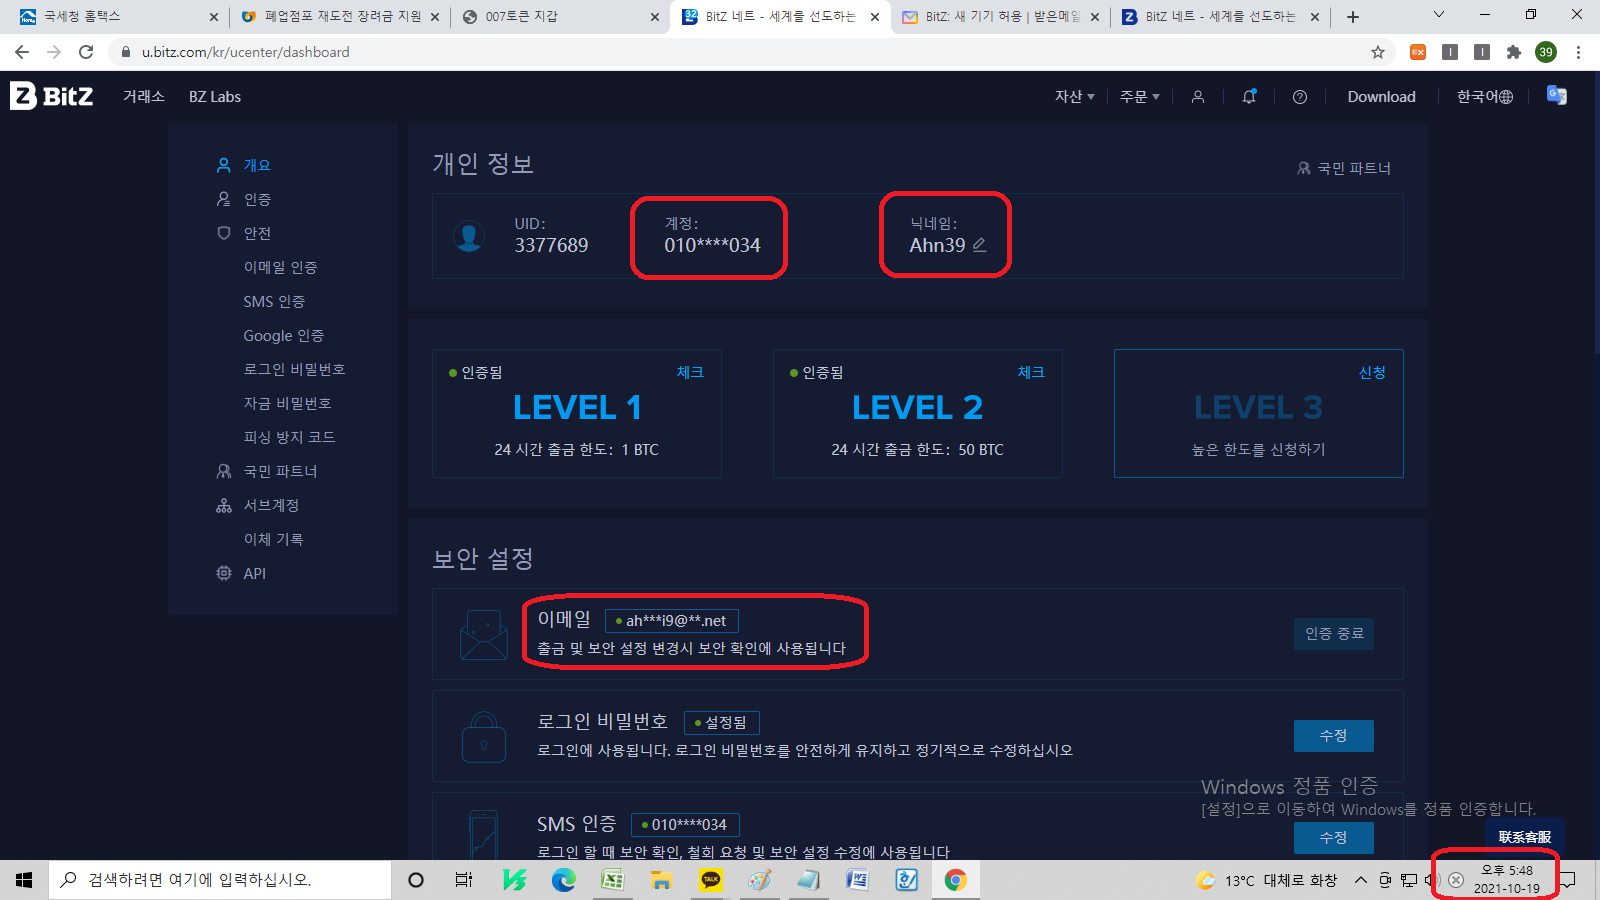 국세청 홈택스
폐업점포 재도전 장려금 지원
007토큰 지갑
BitZ 네트 - 세계를 선도하는
BitZ: 새 기기 허용 | 받은메일
BitZ 네트 - 세계를 선도하는
u.bitz.com/kr/ucenter/dashboard
39
BitZ
거래소
BZ Labs
자산
주문
Download
한국어
개요
인증
안전
이메일 인증
SMS 인증
Google 인증
로그인 비밀번호
자금 비밀번호
피싱 방지 코드
국민 파트너
서브계정
이체 기록
API
개인 정보
국민 파트너
UID:
3377689
계정:
010****034
닉네임:
Ahn39
인증됨
체크
LEVEL 1
24 시간 출금 한도: 1 BTC
인증됨
체크
LEVEL 2
24 시간 출금 한도: 50 BTC
신청
LEVEL 3
높은 한도를 신청하기
보안 설정
이메일
ah***i9@**.net
출금 및 보안 설정 변경시 보안 확인에 사용됩니다
인증 종료
로그인 비밀번호
설정됨
로그인에 사용됩니다. 로그인 비밀번호를 안전하게 유지하고 정기적으로 수정하십시오
수정
SMS 인증
010****034
로그인 할 때 보안 확인, 철회 요청 및 보안 설정 수정에 사용됩니다
수정
Windows 정품 인증
[설정]으로 이동하여 Windows를 정품 인증합니다.
联系客服
검색하려면 여기에 입력하십시오.
TALK
13°C 대체로 화창
오후 5:48
2021-10-19